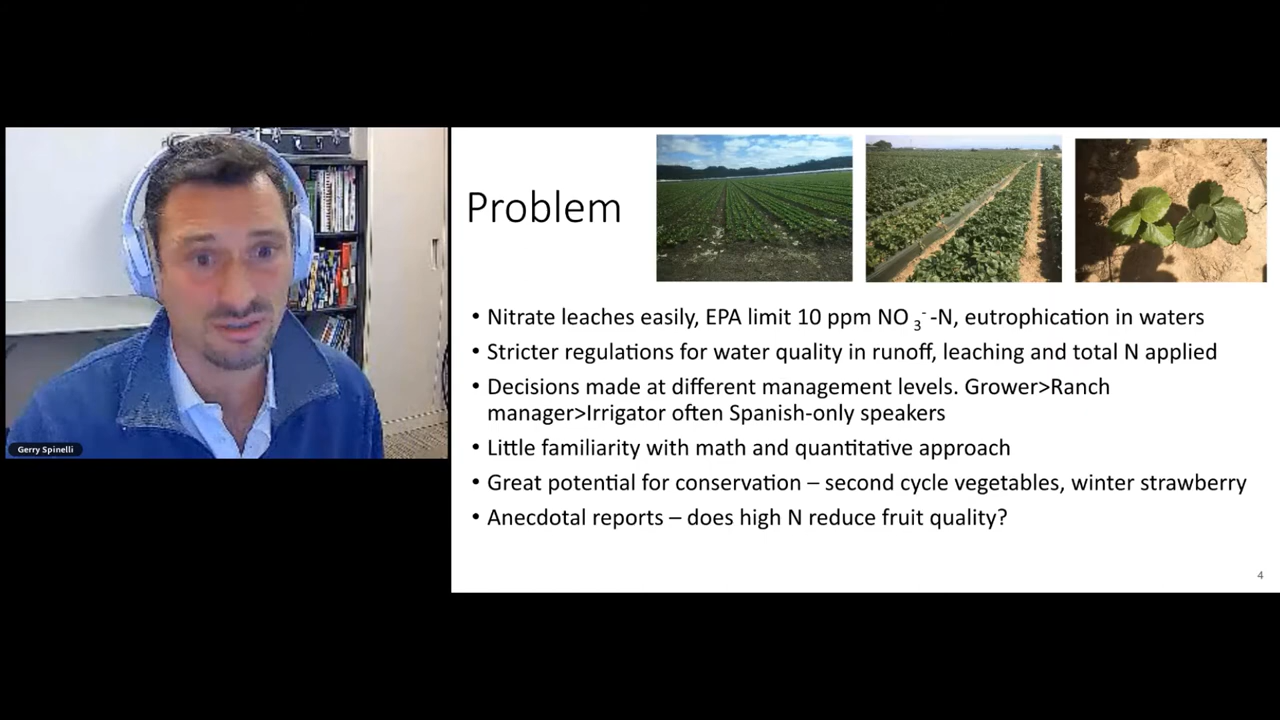 Problem
• Nitrate leaches easily, EPA limit 10 ppm NO3- -N, eutrophication in waters
• Stricter regulations for water quality in runoff, leaching and total N applied
• Decisions made at different management levels. Grower>Ranch
manager>Irrigator often Spanish-only speakers
• Little familiarity with math and quantitative approach
• Great potential for conservation – second cycle vegetables, winter strawberry
• Anecdotal reports – does high N reduce fruit quality?
Gerry Spinelli
4